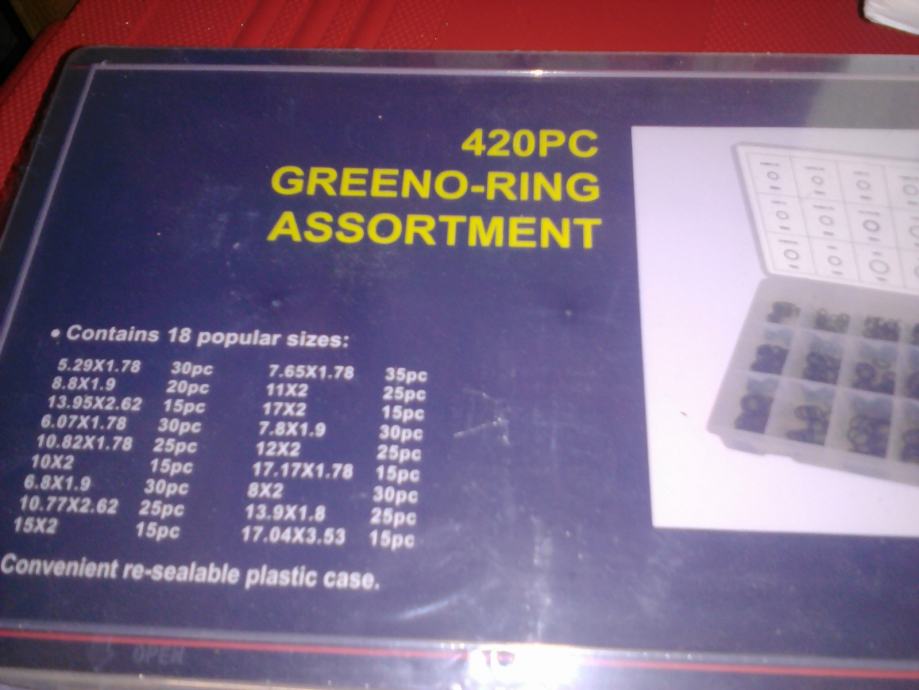 420PC
GREENO-RING
ASSORTMENT
• Contains 18 popular sizes:
5.29X1.78 30pc 7.65X1.78 35pc
8.8X1.9 20pc 11X2 25pc
13.95X2.62 15pc 17X2 15pc
6.07X1.78 30pc 7.8X1.9 30pc
10.82X1.78 25pc 12X2 25pc
10X2 15pc 17.17X1.78 15pc
6.8X1.9 30pc 8X2 30pc
10.77X2.62 25pc 13.9X1.8 25pc
15X2 15pc 17.04X3.53 15pc
Convenient re-sealable plastic case.
OPEN